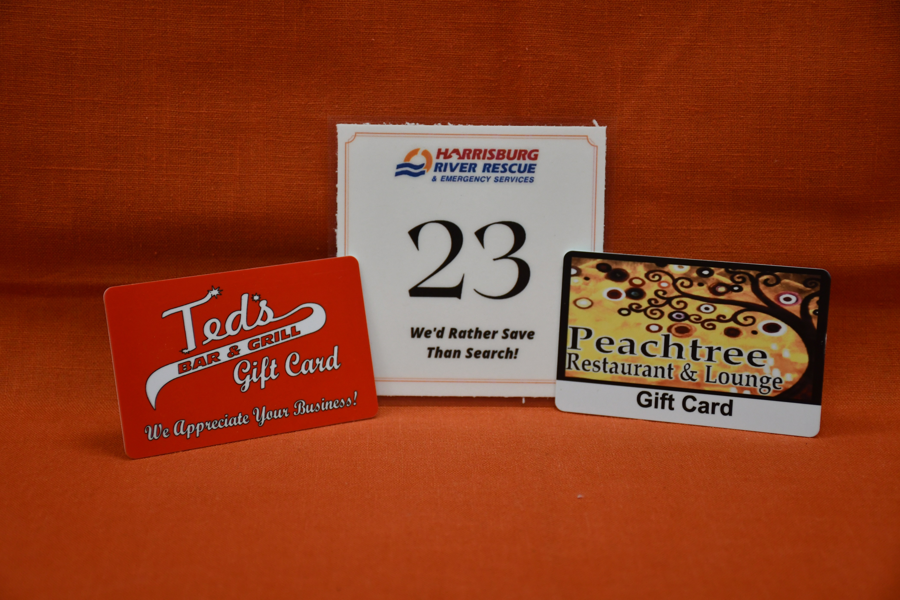 HARRISBURG
RIVER RESCUE
& EMERGENCY SERVICES
23
We'd Rather Save
Than Search!
Ted's
BAR & GRILL
Gift Card
We Appreciate Your Business!
Peachtree
Restaurant & Lounge
Gift Card